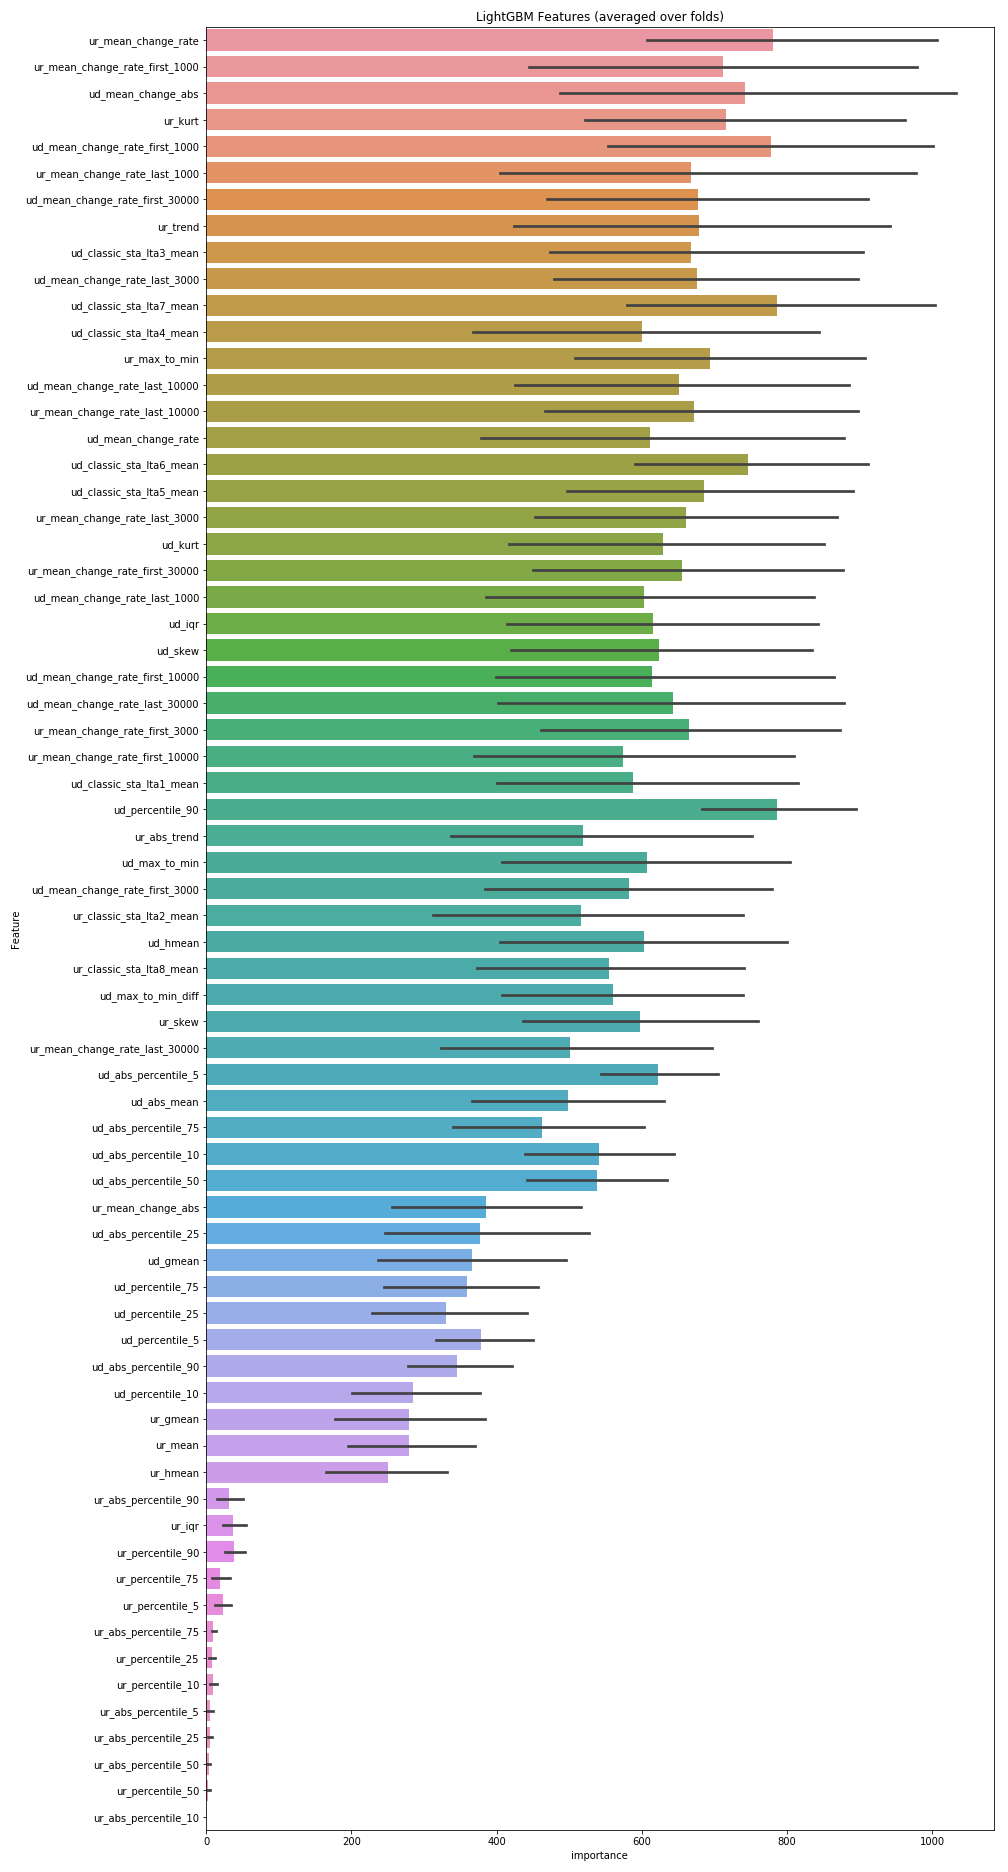 LightGBM Features (averaged over folds)
ur_mean_change_rate
ur_mean_change_rate_first_1000
ud_mean_change_abs
ur_kurt
ud_mean_change_rate_first_1000
ur_mean_change_rate_last_1000
ud_mean_change_rate_first_30000
ur_trend
ud_classic_sta_lta3_mean
ud_mean_change_rate_last_3000
ud_classic_sta_lta7_mean
ud_classic_sta_lta4_mean
ur_max_to_min
ud_mean_change_rate_last_10000
ur_mean_change_rate_last_10000
ud_mean_change_rate
ud_classic_sta_lta6_mean
ud_classic_sta_lta5_mean
ur_mean_change_rate_last_3000
ud_kurt
ur_mean_change_rate_first_30000
ud_mean_change_rate_last_1000
ud_iqr
ud_skew
ud_mean_change_rate_first_10000
ud_mean_change_rate_last_30000
ur_mean_change_rate_first_3000
ur_mean_change_rate_first_10000
ud_classic_sta_lta1_mean
ud_percentile_90
ur_abs_trend
ud_max_to_min
ud_mean_change_rate_first_3000
ur_classic_sta_lta2_mean
ud_hmean
ur_classic_sta_lta8_mean
ud_max_to_min_diff
ur_skew
ur_mean_change_rate_last_30000
ud_abs_percentile_5
ud_abs_mean
ud_abs_percentile_75
ud_abs_percentile_10
ud_abs_percentile_50
ur_mean_change_abs
ud_abs_percentile_25
ud_gmean
ud_percentile_75
ud_percentile_25
ud_percentile_5
ud_abs_percentile_90
ud_percentile_10
ur_gmean
ur_mean
ur_hmean
ur_abs_percentile_90
ur_iqr
ur_percentile_90
ur_percentile_75
ur_percentile_5
ur_abs_percentile_75
ur_percentile_25
ur_percentile_10
ur_abs_percentile_5
ur_abs_percentile_25
ur_abs_percentile_50
ur_percentile_50
ur_abs_percentile_10
Feature
0 200 400 600 800 1000
importance